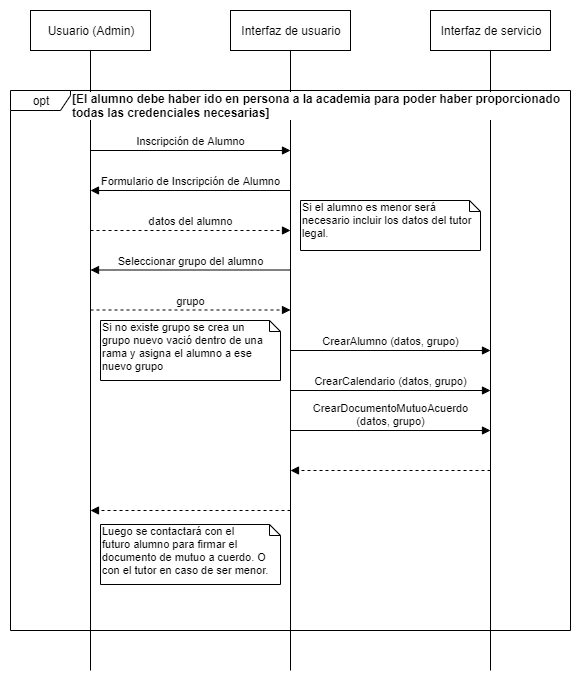 Usuario (Admin)
Interfaz de usuario
Interfaz de servicio
opt
[El alumno debe haber ido en persona a la academia para poder haber proporcionado
todas las credenciales necesarias]
Inscripción de Alumno
Formulario de Inscripción de Alumno
Si el alumno es menor será
necesario incluir los datos del tutor
legal.
datos del alumno
Seleccionar grupo del alumno
grupo
Si no existe grupo se crea un
grupo nuevo vació dentro de una
rama y asigna el alumno a ese
nuevo grupo
CrearAlumno (datos, grupo)
CrearCalendario (datos, grupo)
CrearDocumentoMutuoAcuerdo
(datos, grupo)
Luego se contactará con el
futuro alumno para firmar el
documento de mutuo a cuerdo. O
con el tutor en caso de ser menor.